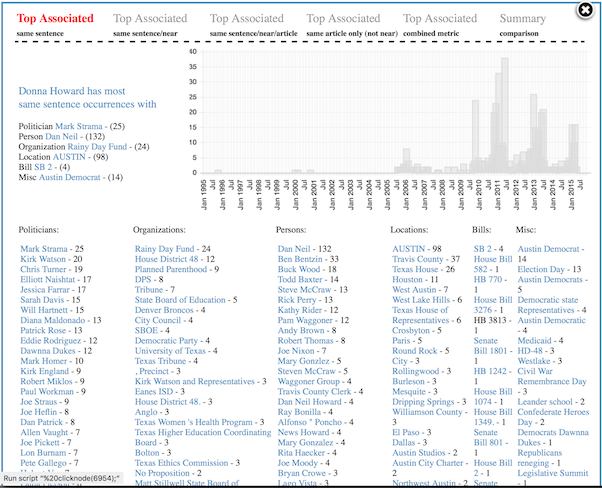 Top Associated
same sentence
Top Associated
same sentence/near
Top Associated
same sentence/near/article
Top Associated
same article only (not near)
Top Associated
combined metric
Summary
comparison
Donna Howard has most
same sentence occurrences with
Politician Mark Strama - (25)
Person Dan Neil - (132)
Organization Rainy Day Fund - (24)
Location AUSTIN - (98)
Bill SB 2 - (4)
Misc Austin Democrat - (14)
40
35
30
25
20
15
10
5
0
Jan 1995
Jul
Jan 1996
Jul
Jan 1997
Jul
Jan 1998
Jul
Jan 1999
Jul
Jan 2000
Jul
Jan 2001
Jul
Jan 2002
Jul
Jan 2003
Jul
Jan 2004
Jul
Jan 2005
Jul
Jan 2006
Jul
Jan 2007
Jul
Jan 2008
Jul
Jan 2009
Jul
Jan 2010
Jul
Jan 2011
Jul
Jan 2012
Jul
Jan 2013
Jul
Jan 2014
Jul
Jan 2015
Jul
Politicians:
Mark Strama - 25
Kirk Watson - 20
Chris Turner - 19
Elliott Naishtat - 17
Jessica Farrar - 17
Sarah Davis - 15
Will Hartnett - 15
Diana Maldonado - 13
Patrick Rose - 13
Eddie Rodriguez - 12
Dawnna Dukes - 12
Mark Homer - 10
Kirk England - 9
Robert Miklos - 9
Paul Workman - 9
Joe Straus - 9
Joe Heflin - 8
Dan Patrick - 8
Allen Vaught - 7
Joe Pickett - 7
Lon Burnam - 7
Pete Gallego - 7
Organizations:
Rainy Day Fund - 24
House District 48 - 12
Planned Parenthood - 9
DPS - 8
Tribune - 7
State Board of Education - 5
Denver Broncos - 4
City Council - 4
SBOE - 4
Democratic Party - 4
University of Texas - 4
Texas Tribune - 4
, Precinct - 3
Kirk Watson and Representatives - 3
Eanes ISD - 3
House District 48. - 3
Anglo - 3
Texas Women 's Health Program - 3
Texas Higher Education Coordinating
Board - 3
Bolton - 3
Texas Ethics Commission - 3
No Proposition - 2
Matt Stillwell State Board of
Persons:
Dan Neil - 132
Ben Bentzin - 33
Buck Wood - 18
Todd Baxter - 14
Steve McCraw - 13
Rick Perry - 13
Kathy Rider - 12
Pam Waggoner - 12
Andy Brown - 8
Robert Thomas - 8
Joe Nixon - 7
Mary Gonzlez - 5
Steven McCraw - 5
Waggoner Group - 4
Travis County Clerk - 4
Dan Neil Howard - 4
Ray Bonilla - 4
Alfonso " Poncho - 4
News Howard - 4
Mary Gonzalez - 4
Rita Haecker - 4
Joe Moody - 4
Bryan Crowe - 3
Lago Vista - 3
Locations:
AUSTIN - 98
Travis County - 37
Texas House - 26
Houston - 11
West Austin - 7
West Lake Hills - 6
Texas House of
Representatives - 6
Crosbyton - 5
Paris - 5
Round Rock - 5
City - 3
Rollingwood - 3
Burleson - 3
Mesquite - 3
Dripping Springs - 3
Williamson County -
3
El Paso - 3
Dallas - 3
Austin Studios - 2
Austin City Charter -
2
Northwest Austin - 2
Bills:
SB 2 - 4
House Bill
582 - 1
HB 770 -
1
House Bill
3276 - 1
HB 3813 -
1
Senate
Bill 1801 -
1
HB 1242 -
1
House Bill
1074 - 1
House Bill
1349. - 1
Senate
Bill 801 -
1
House Bill
2 - 1
Senate
Misc:
Austin Democrat -
14
Election Day - 13
Austin Democrats -
5
Democratic state
Representatives - 4
Austin Democratic
- 4
Medicaid - 4
HD-48 - 3
Westlake - 3
Civil War
Remembrance Day
- 3
Leander school - 2
Confederate Heroes
Day - 2
Democrats Dawnna
Dukes - 1
Republicans
reneging - 1
Legislative Summit
Run script "%20clicknode(6954);"